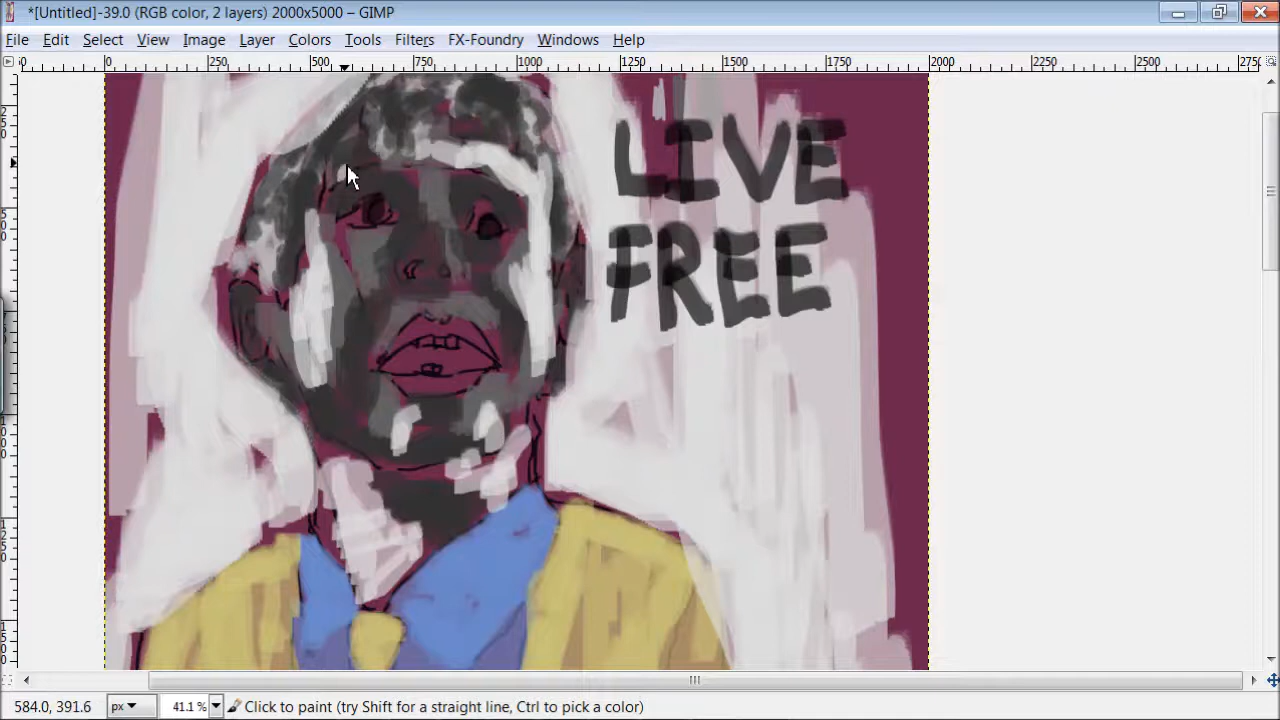 *[Untitled]-39.0 (RGB color, 2 layers) 2000x5000 – GIMP
File Edit Select View Image Layer Colors Tools Filters FX-Foundry Windows Help
0 250 500 750 1000 1250 1500 1750 2000 2250 2500 2750
LIVE
FREE
584.0, 391.6 px 41.1 % Click to paint (try Shift for a straight line, Ctrl to pick a color)